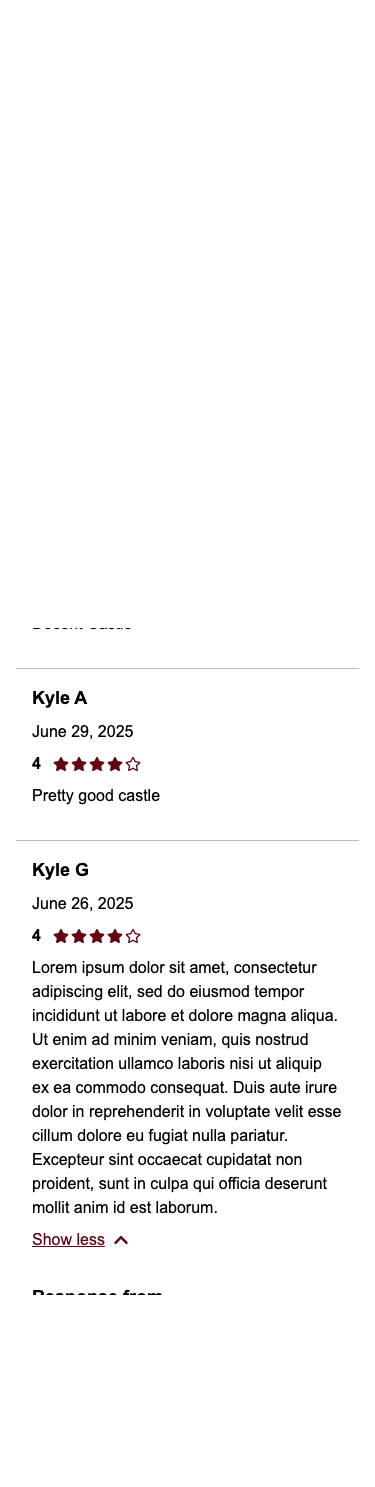 Kyle A
June 29, 2025
4
Pretty good castle
Kyle G
June 26, 2025
4
Lorem ipsum dolor sit amet, consectetur
adipiscing elit, sed do eiusmod tempor
incididunt ut labore et dolore magna aliqua.
Ut enim ad minim veniam, quis nostrud
exercitation ullamco laboris nisi ut aliquip
ex ea commodo consequat. Duis aute irure
dolor in reprehenderit in voluptate velit esse
cillum dolore eu fugiat nulla pariatur.
Excepteur sint occaecat cupidatat non
proident, sunt in culpa qui officia deserunt
mollit anim id est laborum.
Show less
Response from